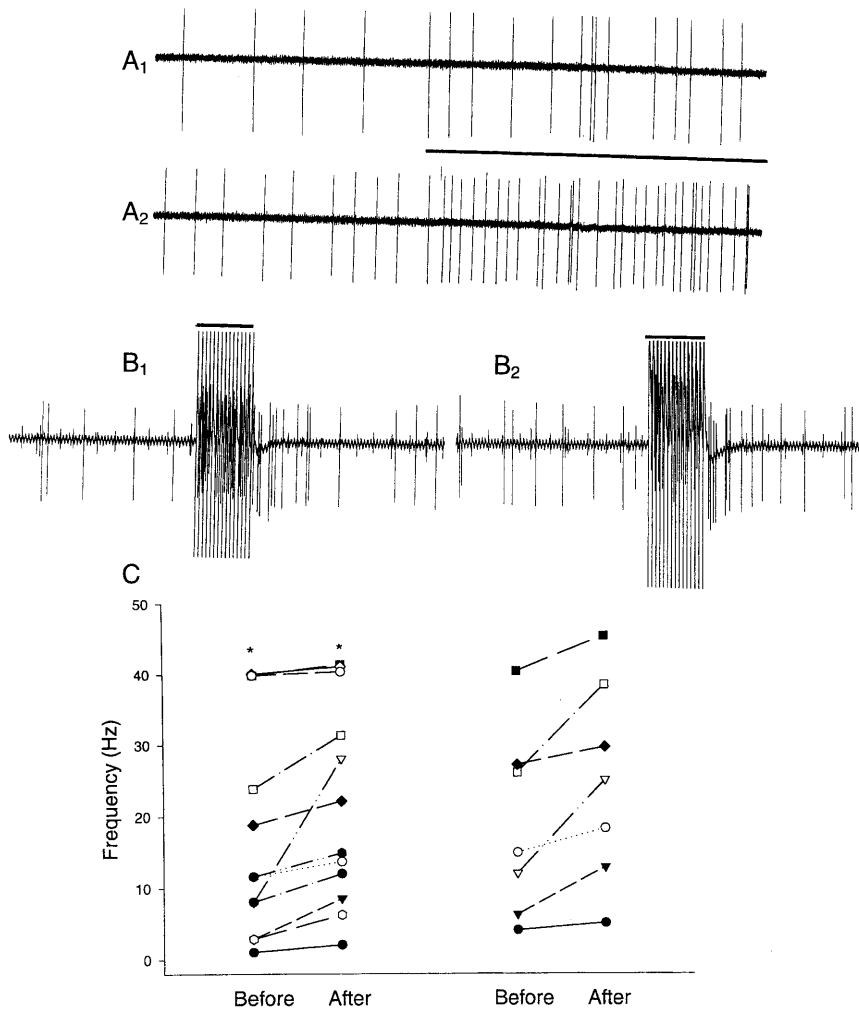 A1
A2
B1
B2
C
50
40
30
20
10
0
Frequency (Hz)
* *
Before After Before After